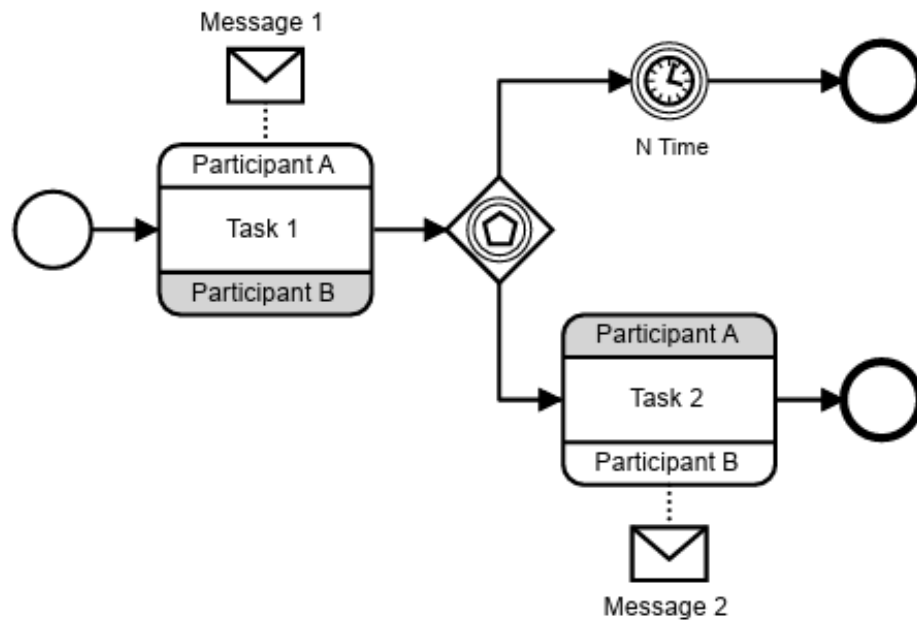 Message 1
Participant A
Task 1
Participant B
N Time
Participant A
Task 2
Participant B
Message 2